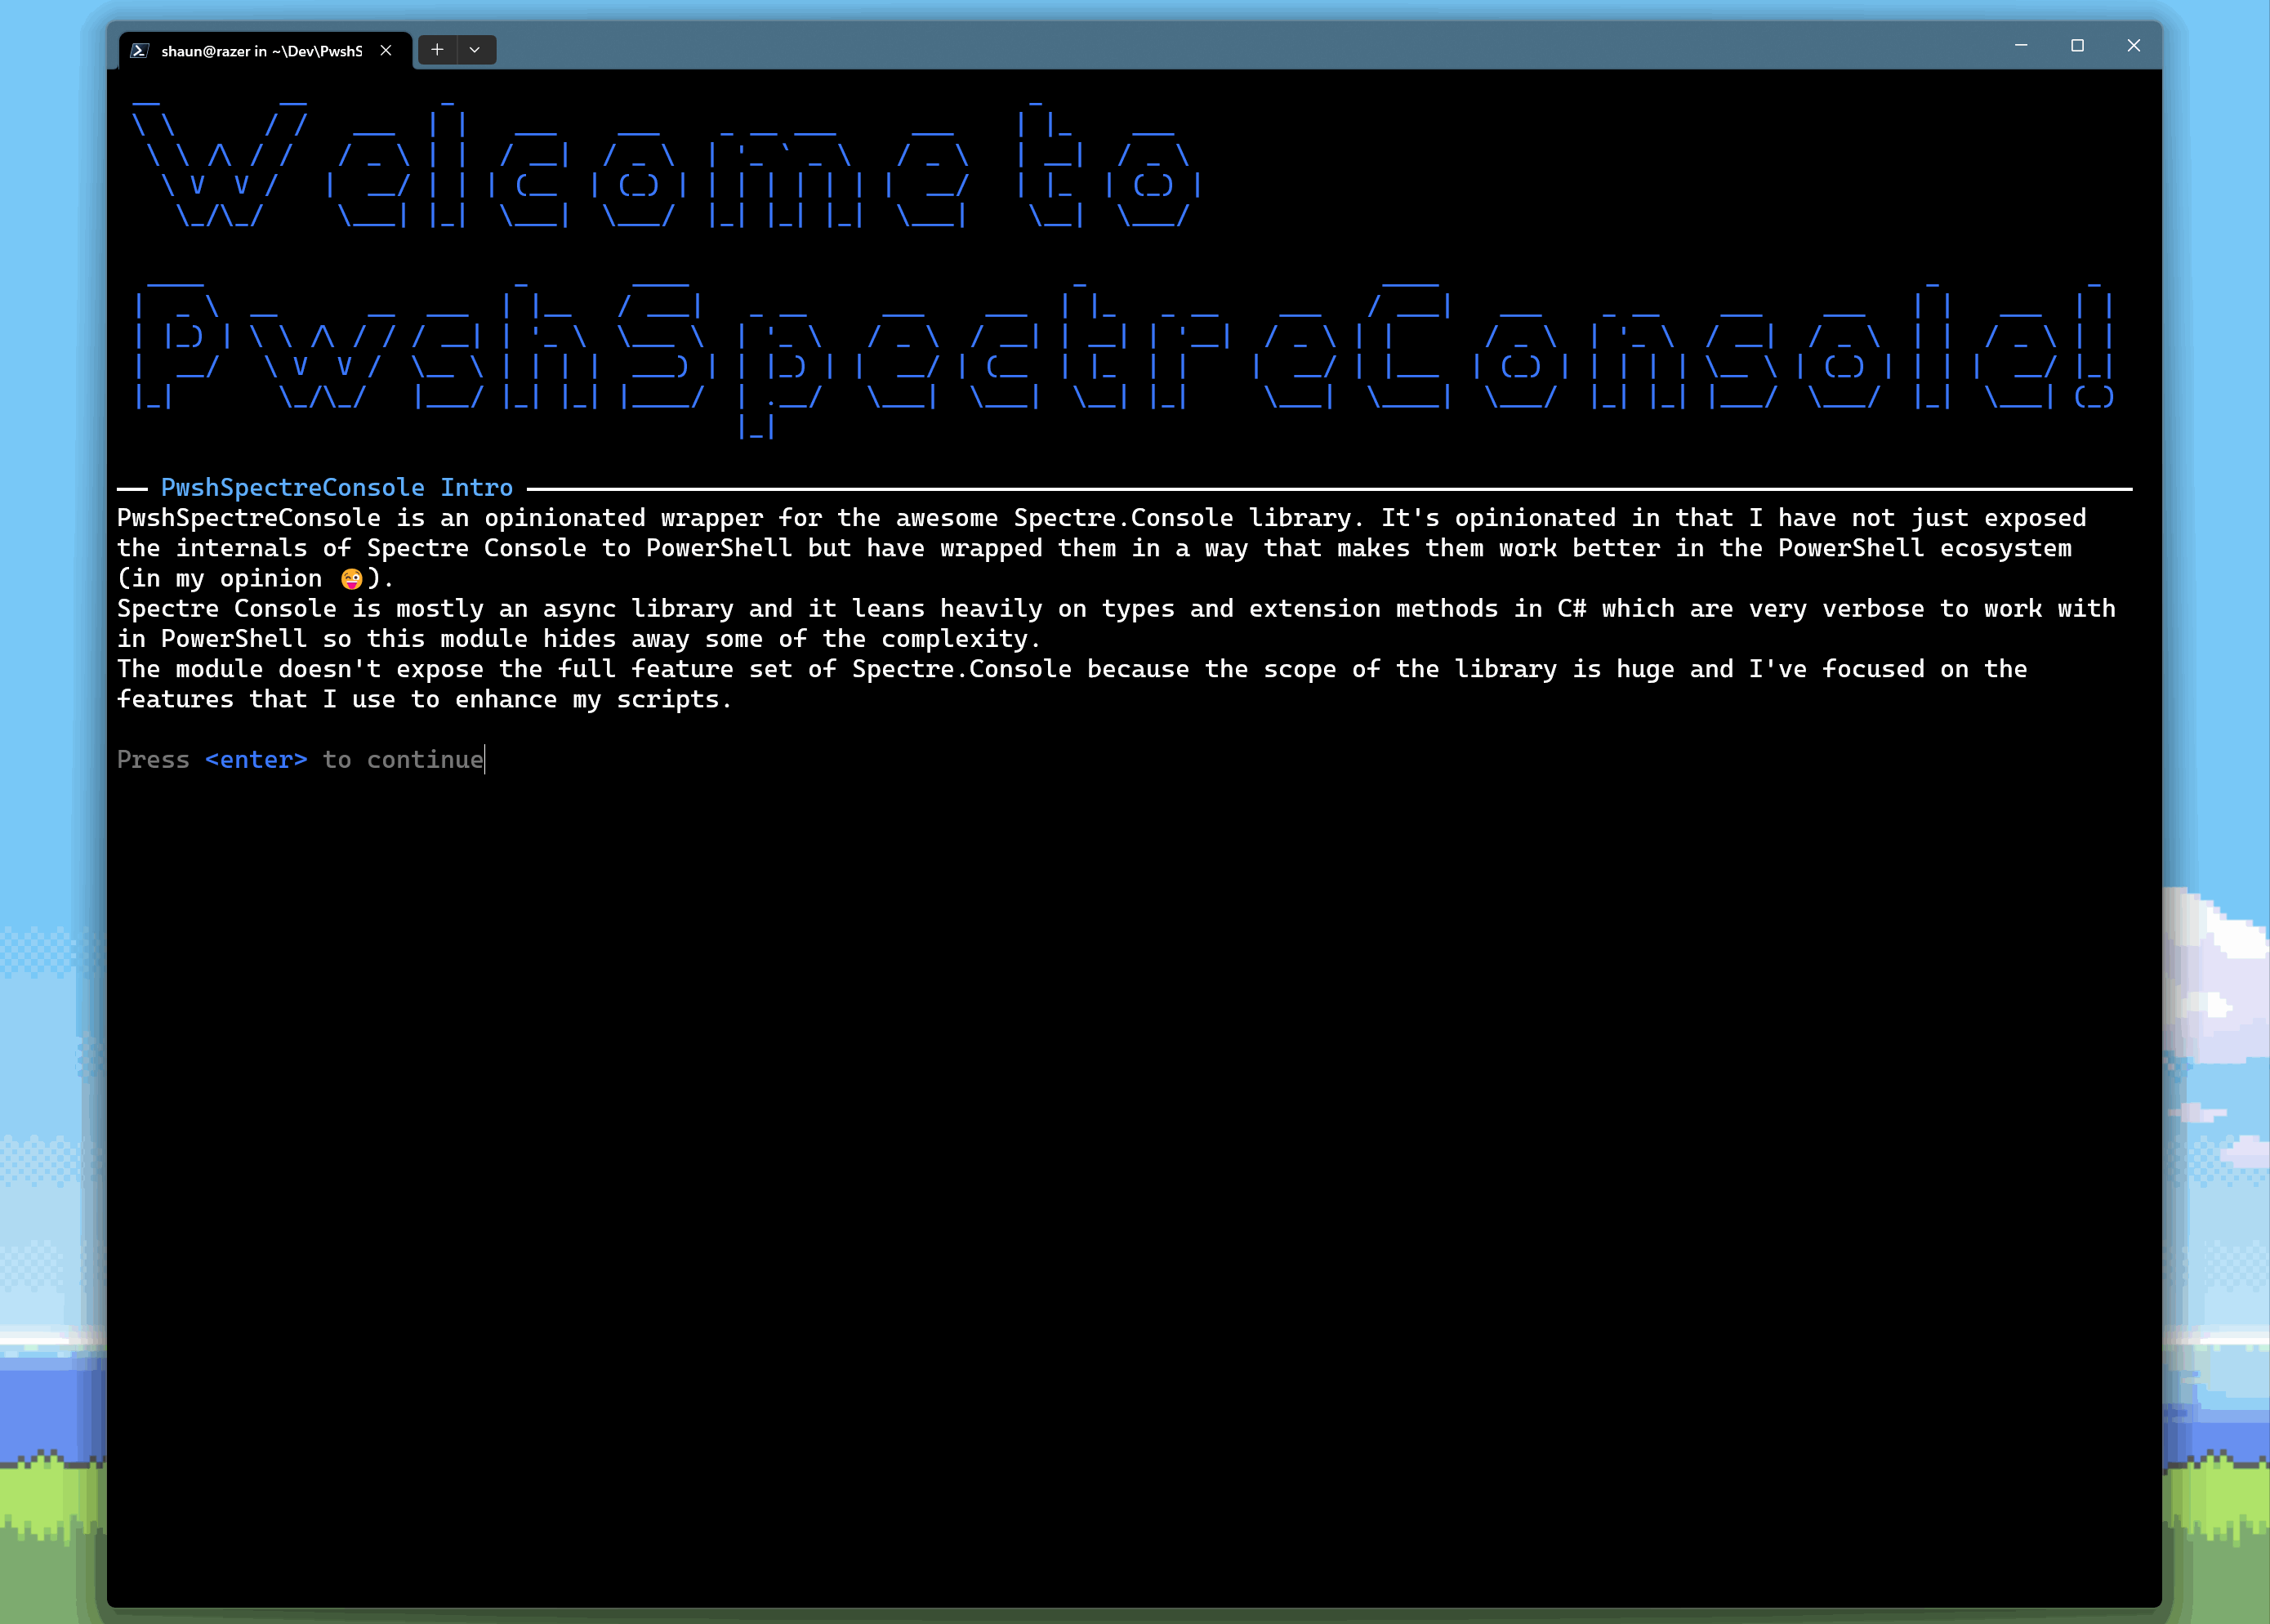 shaun@razer in ~\Dev\PwshS
Welcome to
PwshSpectreConsole!
PwshSpectreConsole Intro
PwshSpectreConsole is an opinionated wrapper for the awesome Spectre.Console library. It's opinionated in that I have not just exposed
the internals of Spectre Console to PowerShell but have wrapped them in a way that makes them work better in the PowerShell ecosystem
(in my opinion 😜).
Spectre Console is mostly an async library and it leans heavily on types and extension methods in C# which are very verbose to work with
in PowerShell so this module hides away some of the complexity.
The module doesn't expose the full feature set of Spectre.Console because the scope of the library is huge and I've focused on the
features that I use to enhance my scripts.
Press <enter> to continue